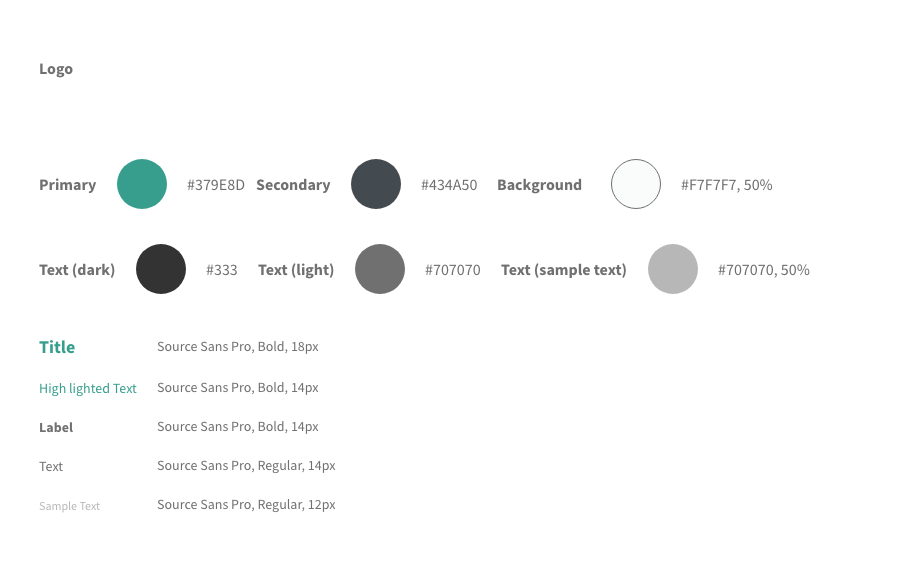 Logo
Primary #379E8D Secondary #434A50 Background #F7F7F7, 50%
Text (dark) #333 Text (light) #707070 Text (sample text) #707070, 50%
Title Source Sans Pro, Bold, 18px
High lighted Text Source Sans Pro, Bold, 14px
Label Source Sans Pro, Bold, 14px
Text Source Sans Pro, Regular, 14px
Sample Text Source Sans Pro, Regular, 12px